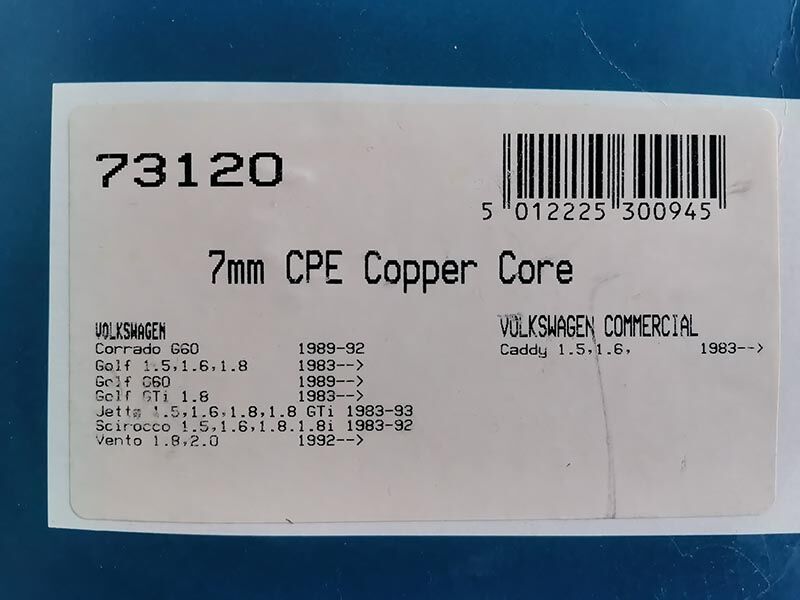 73120
5 012225 300945
7mm CPE Copper Core
VOLKSWAGEN
Corrado G60 1989-92
Golf 1.5,1.6,1.8 1983-->
Golf G60 1989-->
Golf GTi 1.8 1983-->
Jetta 1.5,1.6,1.8,1.8 GTi 1983-93
Scirocco 1.5,1.6,1.8.1.8i 1983-92
Vento 1.8,2.0 1992-->
VOLKSWAGEN COMMERCIAL
Caddy 1.5,1.6, 1983-->